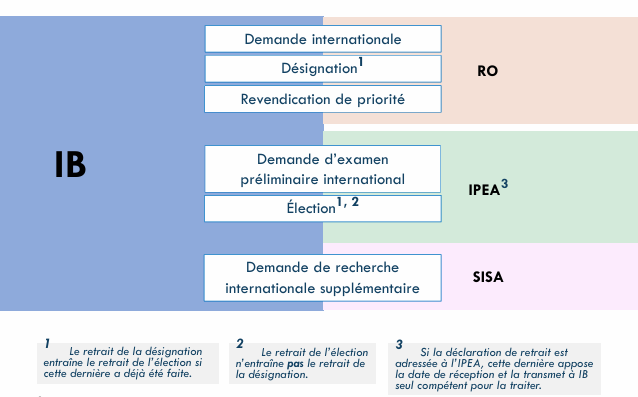 Demande internationale
Désignation1
Revendication de priorité
RO
IB
Demande d’examen
préliminaire international
Élection1, 2
IPEA3
Demande de recherche
internationale supplémentaire
SISA
1 Le retrait de la désignation
entraîne le retrait de l’élection si
cette dernière a déjà été faite.
2 Le retrait de l’élection
n’entraîne pas le retrait de
la désignation.
3 Si la déclaration de retrait est
adressée à l’IPEA, cette dernière appose
la date de réception et la transmet à IB
seul compétent pour la traiter.